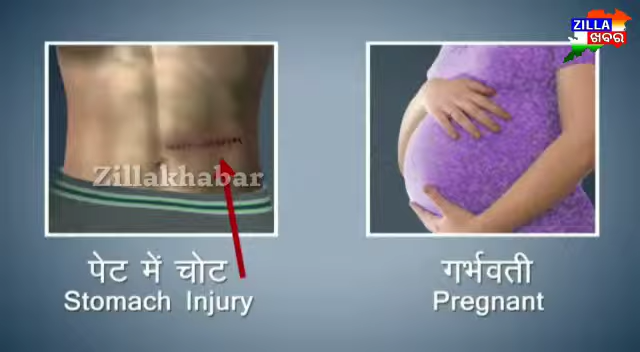 ZILLA
ଖବର
Zillakhabar
पेट में चोट
Stomach Injury
गर्भवती
Pregnant